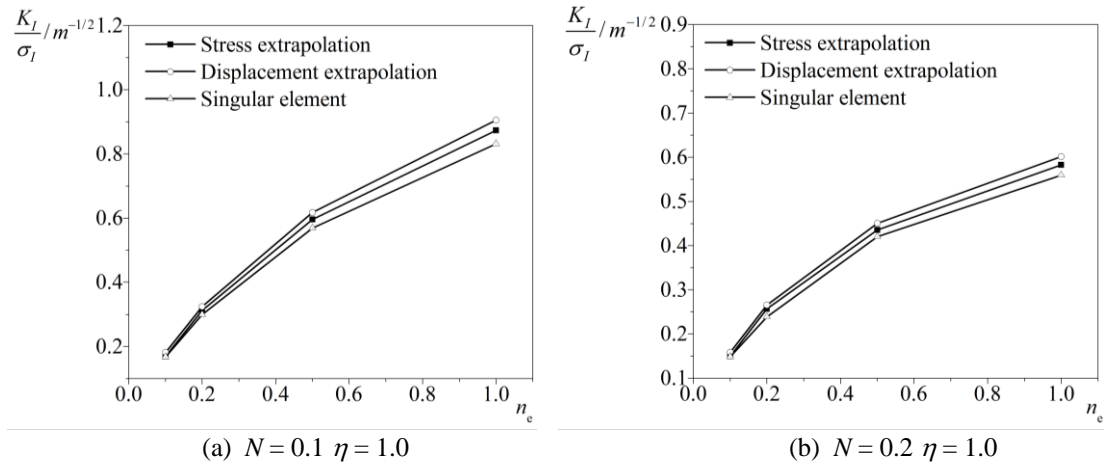 K_I/σ_I / m^{-1/2}
1.2
1.0
0.8
0.6
0.4
0.2
Stress extrapolation
Displacement extrapolation
Singular element
0.0 0.2 0.4 0.6 0.8 1.0
n_e
(a) N = 0.1 η = 1.0
K_I/σ_I / m^{-1/2}
0.9
0.8
0.7
0.6
0.5
0.4
0.3
0.2
0.1
Stress extrapolation
Displacement extrapolation
Singular element
0.0 0.2 0.4 0.6 0.8 1.0
n_e
(b) N = 0.2 η = 1.0